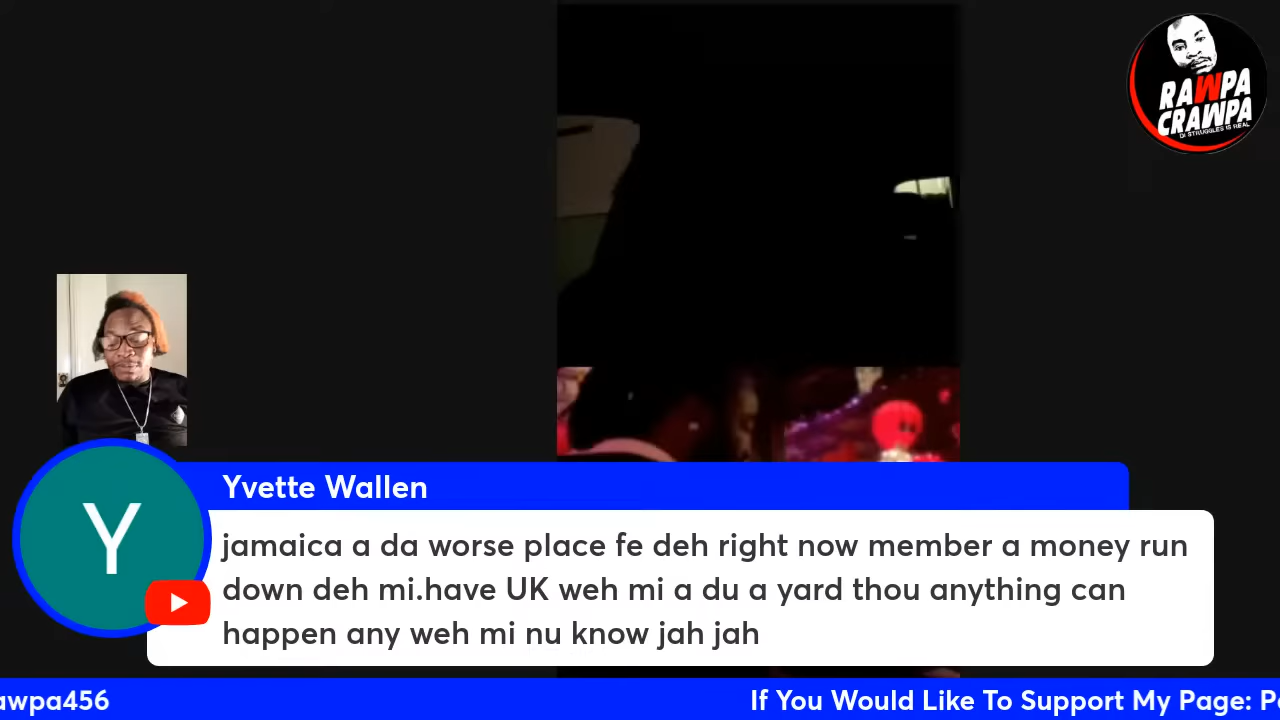 RAWPA
CRAWPA
DI STRUGGLES IS REAL
Y
Yvette Wallen
jamaica a da worse place fe deh right now member a money run
down deh mi.have UK weh mi a du a yard thou anything can
happen any weh mi nu know jah jah
awpa456
If You Would Like To Support My Page: P